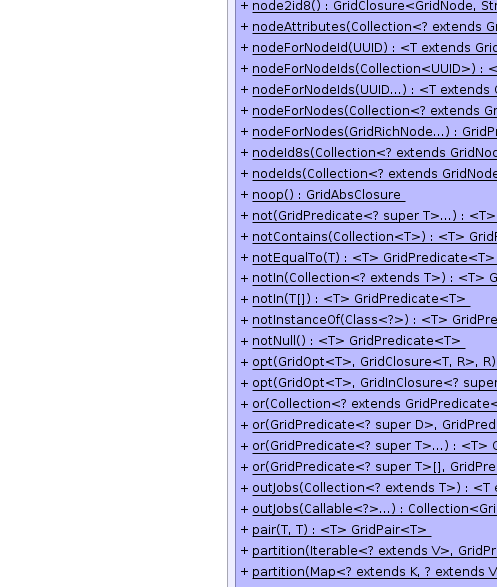 + node2id8() : GridClosure<GridNode, Str
+ nodeAttributes(Collection<? extends Gr
+ nodeForNodeId(UUID) : <T extends Grid
+ nodeForNodeIds(Collection<UUID>) : <
+ nodeForNodeIds(UUID...) : <T extends G
+ nodeForNodes(Collection<? extends Gr
+ nodeForNodes(GridRichNode...) : GridPr
+ nodeId8s(Collection<? extends GridNod
+ nodeIds(Collection<? extends GridNode
+ noop() : GridAbsClosure
+ not(GridPredicate<? super T>...) : <T>
+ notContains(Collection<T>) : <T> GridP
+ notEqualTo(T) : <T> GridPredicate<T>
+ notIn(Collection<? extends T>) : <T> G
+ notIn(T[]) : <T> GridPredicate<T>
+ notInstanceOf(Class<?>) : <T> GridPre
+ notNull() : <T> GridPredicate<T>
+ opt(GridOpt<T>, GridClosure<T, R>, R)
+ opt(GridOpt<T>, GridInClosure<? super
+ or(Collection<? extends GridPredicate<
+ or(GridPredicate<? super D>, GridPred
+ or(GridPredicate<? super T>...) : <T> G
+ or(GridPredicate<? super T>[], GridPre
+ outJobs(Collection<? extends T>) : <T e
+ outJobs(Callable<?>...) : Collection<Gri
+ pair(T, T) : <T> GridPair<T>
+ partition(Iterable<? extends V>, GridPr
+ partition(Map<? extends K, ? extends V